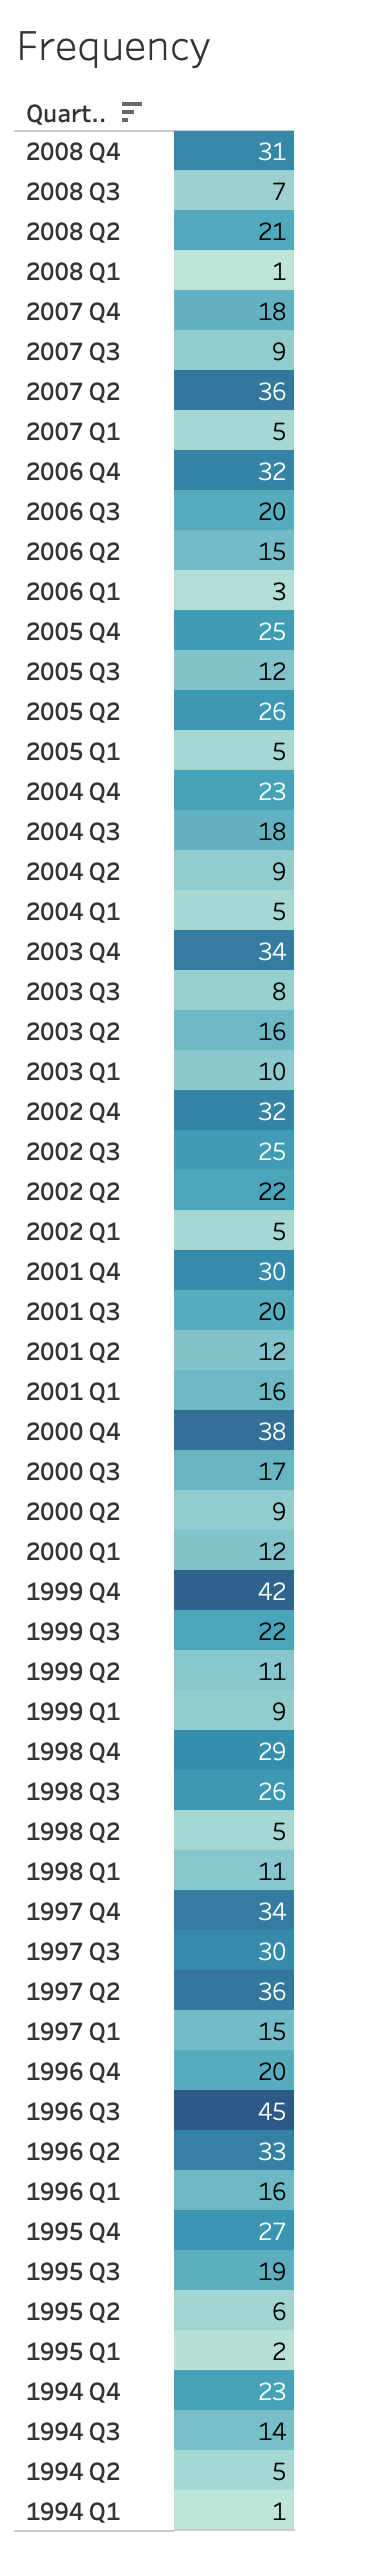 Frequency
Quart..
2008 Q4 31
2008 Q3 7
2008 Q2 21
2008 Q1 1
2007 Q4 18
2007 Q3 9
2007 Q2 36
2007 Q1 5
2006 Q4 32
2006 Q3 20
2006 Q2 15
2006 Q1 3
2005 Q4 25
2005 Q3 12
2005 Q2 26
2005 Q1 5
2004 Q4 23
2004 Q3 18
2004 Q2 9
2004 Q1 5
2003 Q4 34
2003 Q3 8
2003 Q2 16
2003 Q1 10
2002 Q4 32
2002 Q3 25
2002 Q2 22
2002 Q1 5
2001 Q4 30
2001 Q3 20
2001 Q2 12
2001 Q1 16
2000 Q4 38
2000 Q3 17
2000 Q2 9
2000 Q1 12
1999 Q4 42
1999 Q3 22
1999 Q2 11
1999 Q1 9
1998 Q4 29
1998 Q3 26
1998 Q2 5
1998 Q1 11
1997 Q4 34
1997 Q3 30
1997 Q2 36
1997 Q1 15
1996 Q4 20
1996 Q3 45
1996 Q2 33
1996 Q1 16
1995 Q4 27
1995 Q3 19
1995 Q2 6
1995 Q1 2
1994 Q4 23
1994 Q3 14
1994 Q2 5
1994 Q1 1